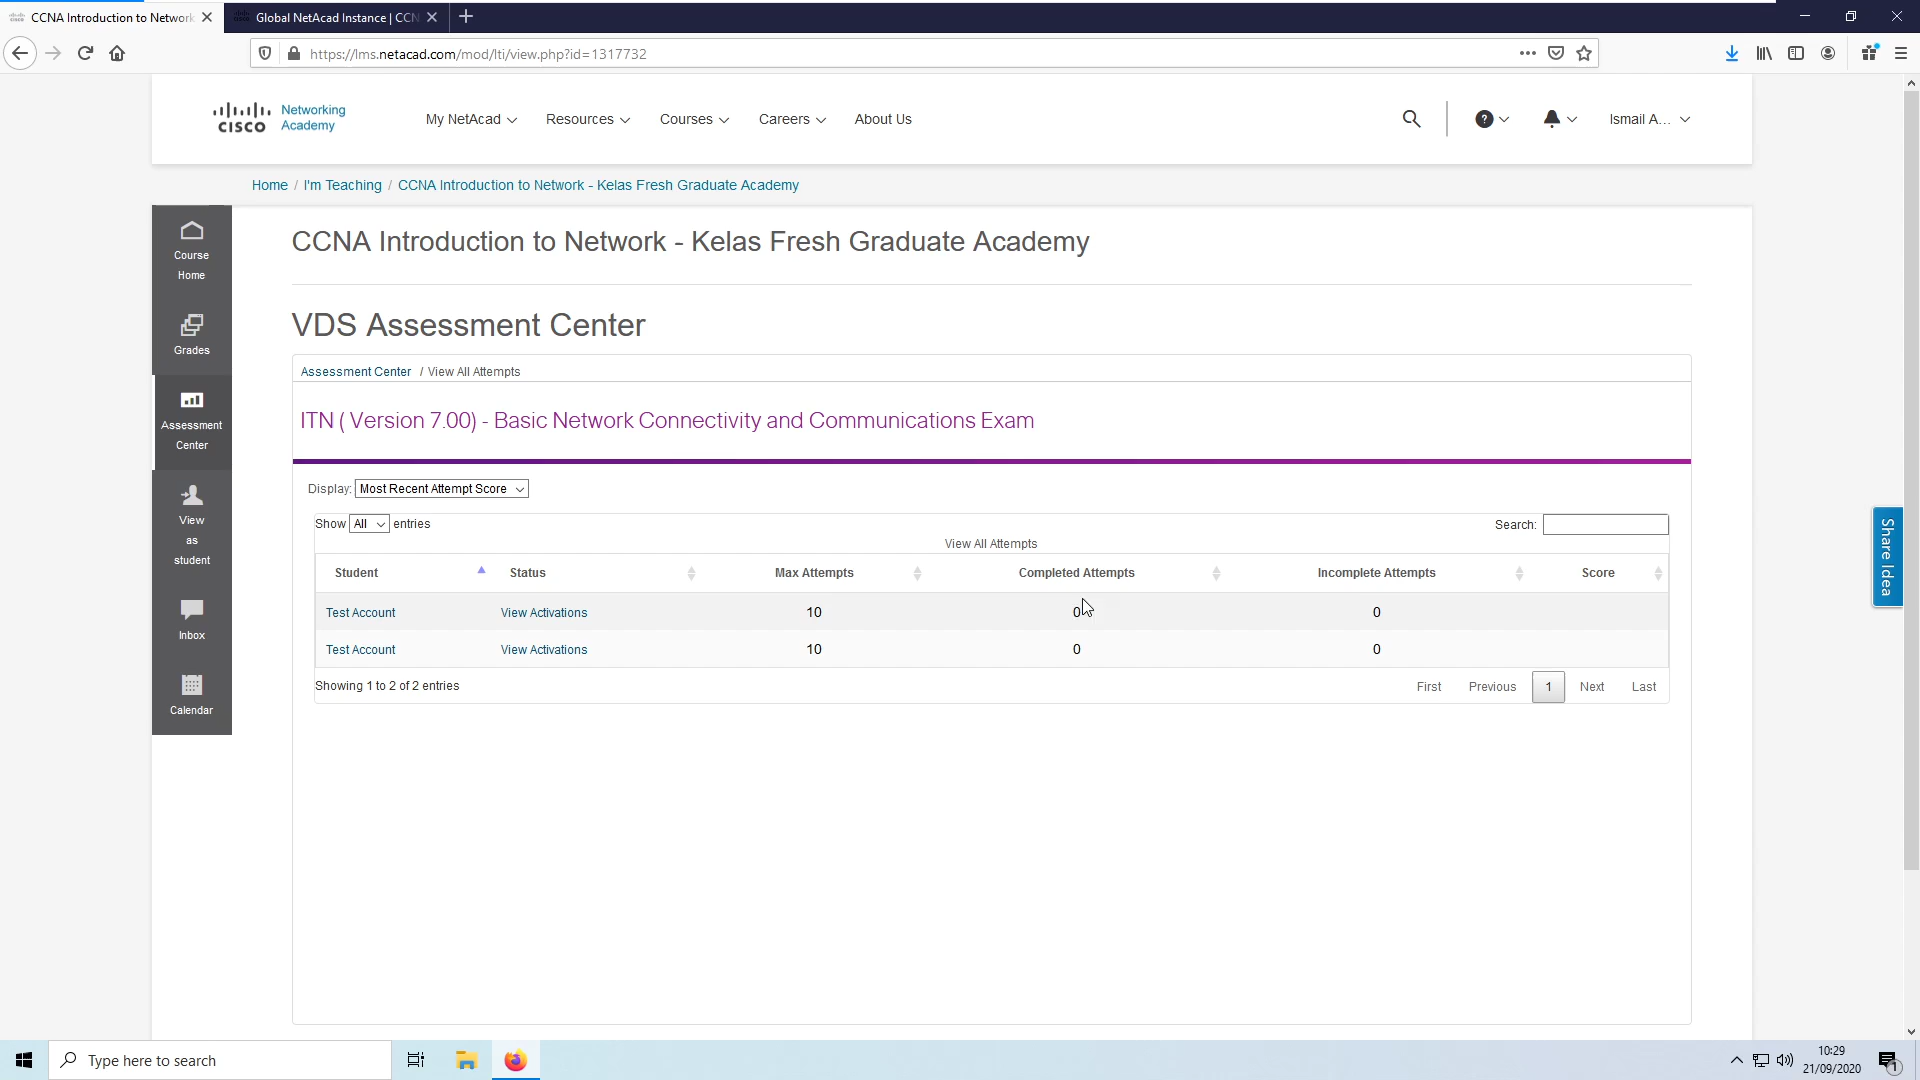 CCNA Introduction to Network
Global NetAcad Instance | CCN
https://lms.netacad.com/mod/lti/view.php?id=1317732
CISCO
Networking
Academy
My NetAcad
Resources
Courses
Careers
About Us
Ismail A...
Home / I'm Teaching / CCNA Introduction to Network - Kelas Fresh Graduate Academy
Course
Home
Grades
Assessment
Center
View
as
student
Inbox
Calendar
CCNA Introduction to Network - Kelas Fresh Graduate Academy
VDS Assessment Center
Assessment Center / View All Attempts
ITN ( Version 7.00) - Basic Network Connectivity and Communications Exam
Display: Most Recent Attempt Score
Show All entries
Search:
View All Attempts
Student Status Max Attempts Completed Attempts Incomplete Attempts Score
Test Account View Activations 10 0 0
Test Account View Activations 10 0 0
Showing 1 to 2 of 2 entries
First Previous 1 Next Last
Share Idea
Type here to search
10:29
21/09/2020
1